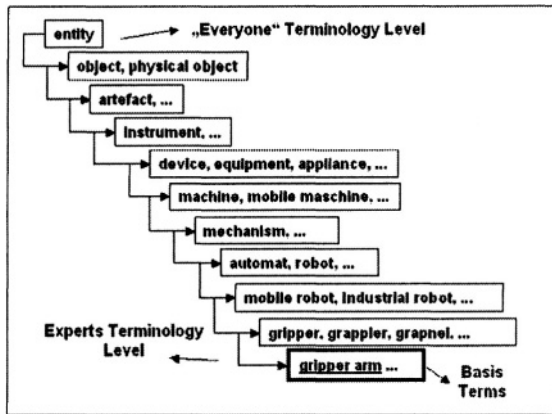 entity
„Everyone“ Terminology Level
object, physical object
artefact, ...
instrument, ...
device, equipment, appliance, ...
machine, mobile maschine, ...
mechanism, ...
automat, robot, ...
mobile robot, industrial robot, ...
gripper, grappler, grapnel, ...
Experts Terminology
Level
gripper arm ...
Basis
Terms